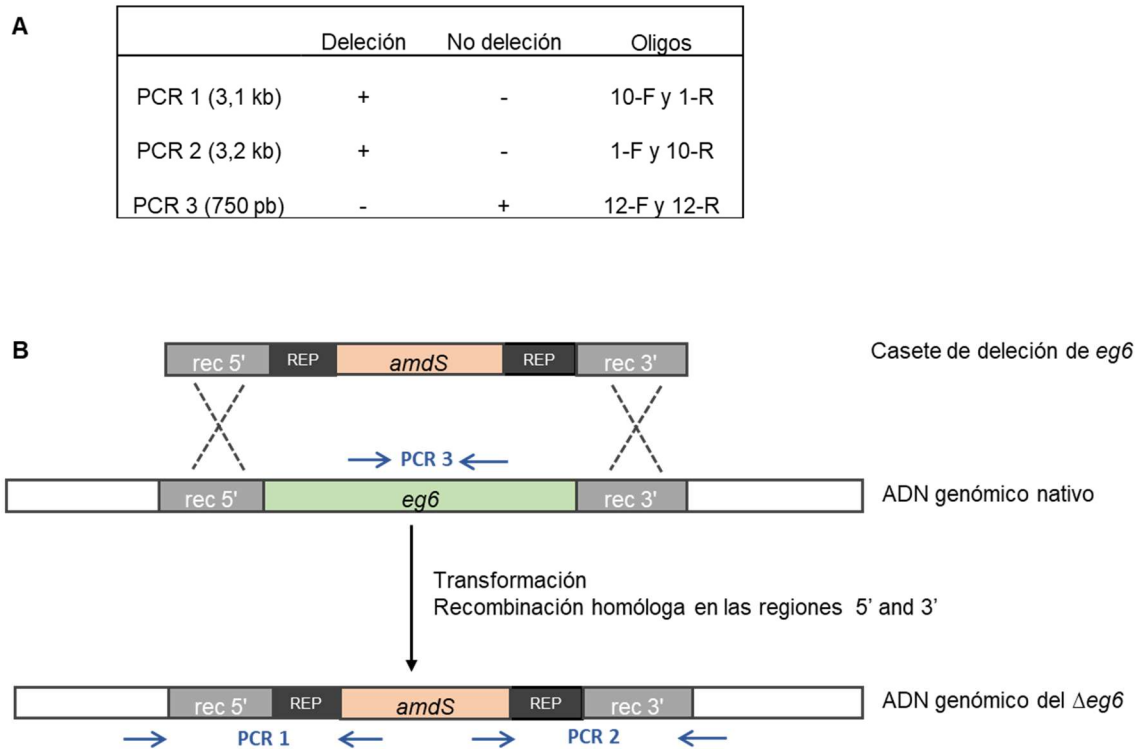 A
Deleción No deleción Oligos
PCR 1 (3,1 kb) + - 10-F y 1-R
PCR 2 (3,2 kb) + - 1-F y 10-R
PCR 3 (750 pb) - + 12-F y 12-R
B
rec 5' REP amdS REP rec 3' Casete de deleción de eg6
PCR 3
rec 5' eg6 rec 3' ADN genómico nativo
Transformación
Recombinación homóloga en las regiones 5’ and 3’
rec 5' REP amdS REP rec 3' ADN genómico del Δeg6
PCR 1 PCR 2